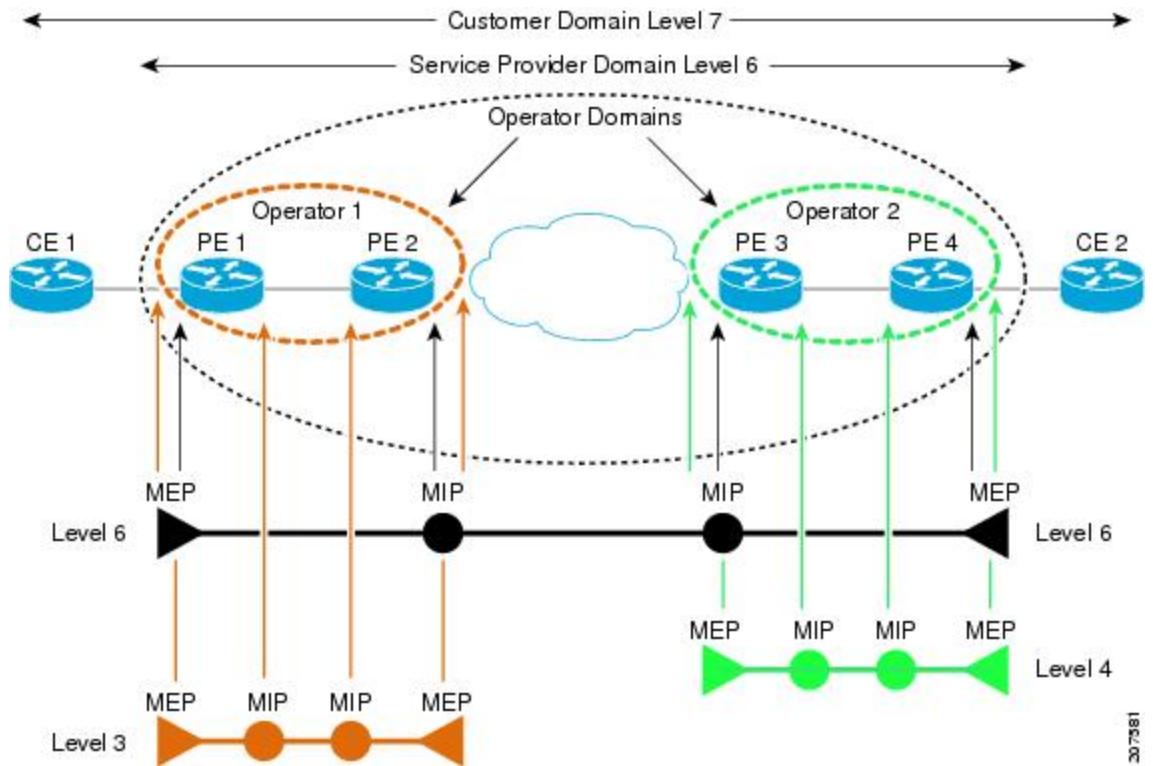 Customer Domain Level 7
Service Provider Domain Level 6
Operator Domains
Operator 1
Operator 2
CE 1
PE 1
PE 2
PE 3
PE 4
CE 2
MEP
MIP
MIP
MEP
Level 6
Level 6
MEP
MIP
MIP
MEP
Level 4
MEP
MIP
MIP
MEP
Level 3
207581